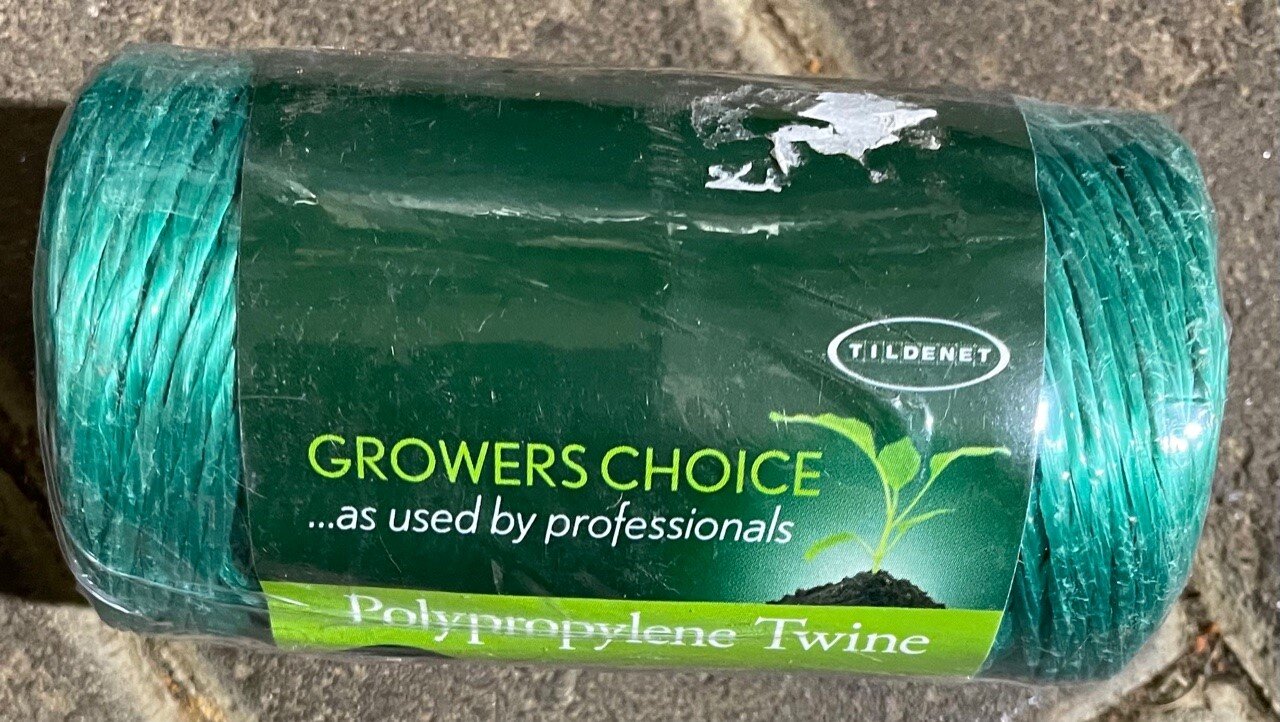 TILDENET
GROWERS CHOICE
...as used by professionals
Polypropylene Twine